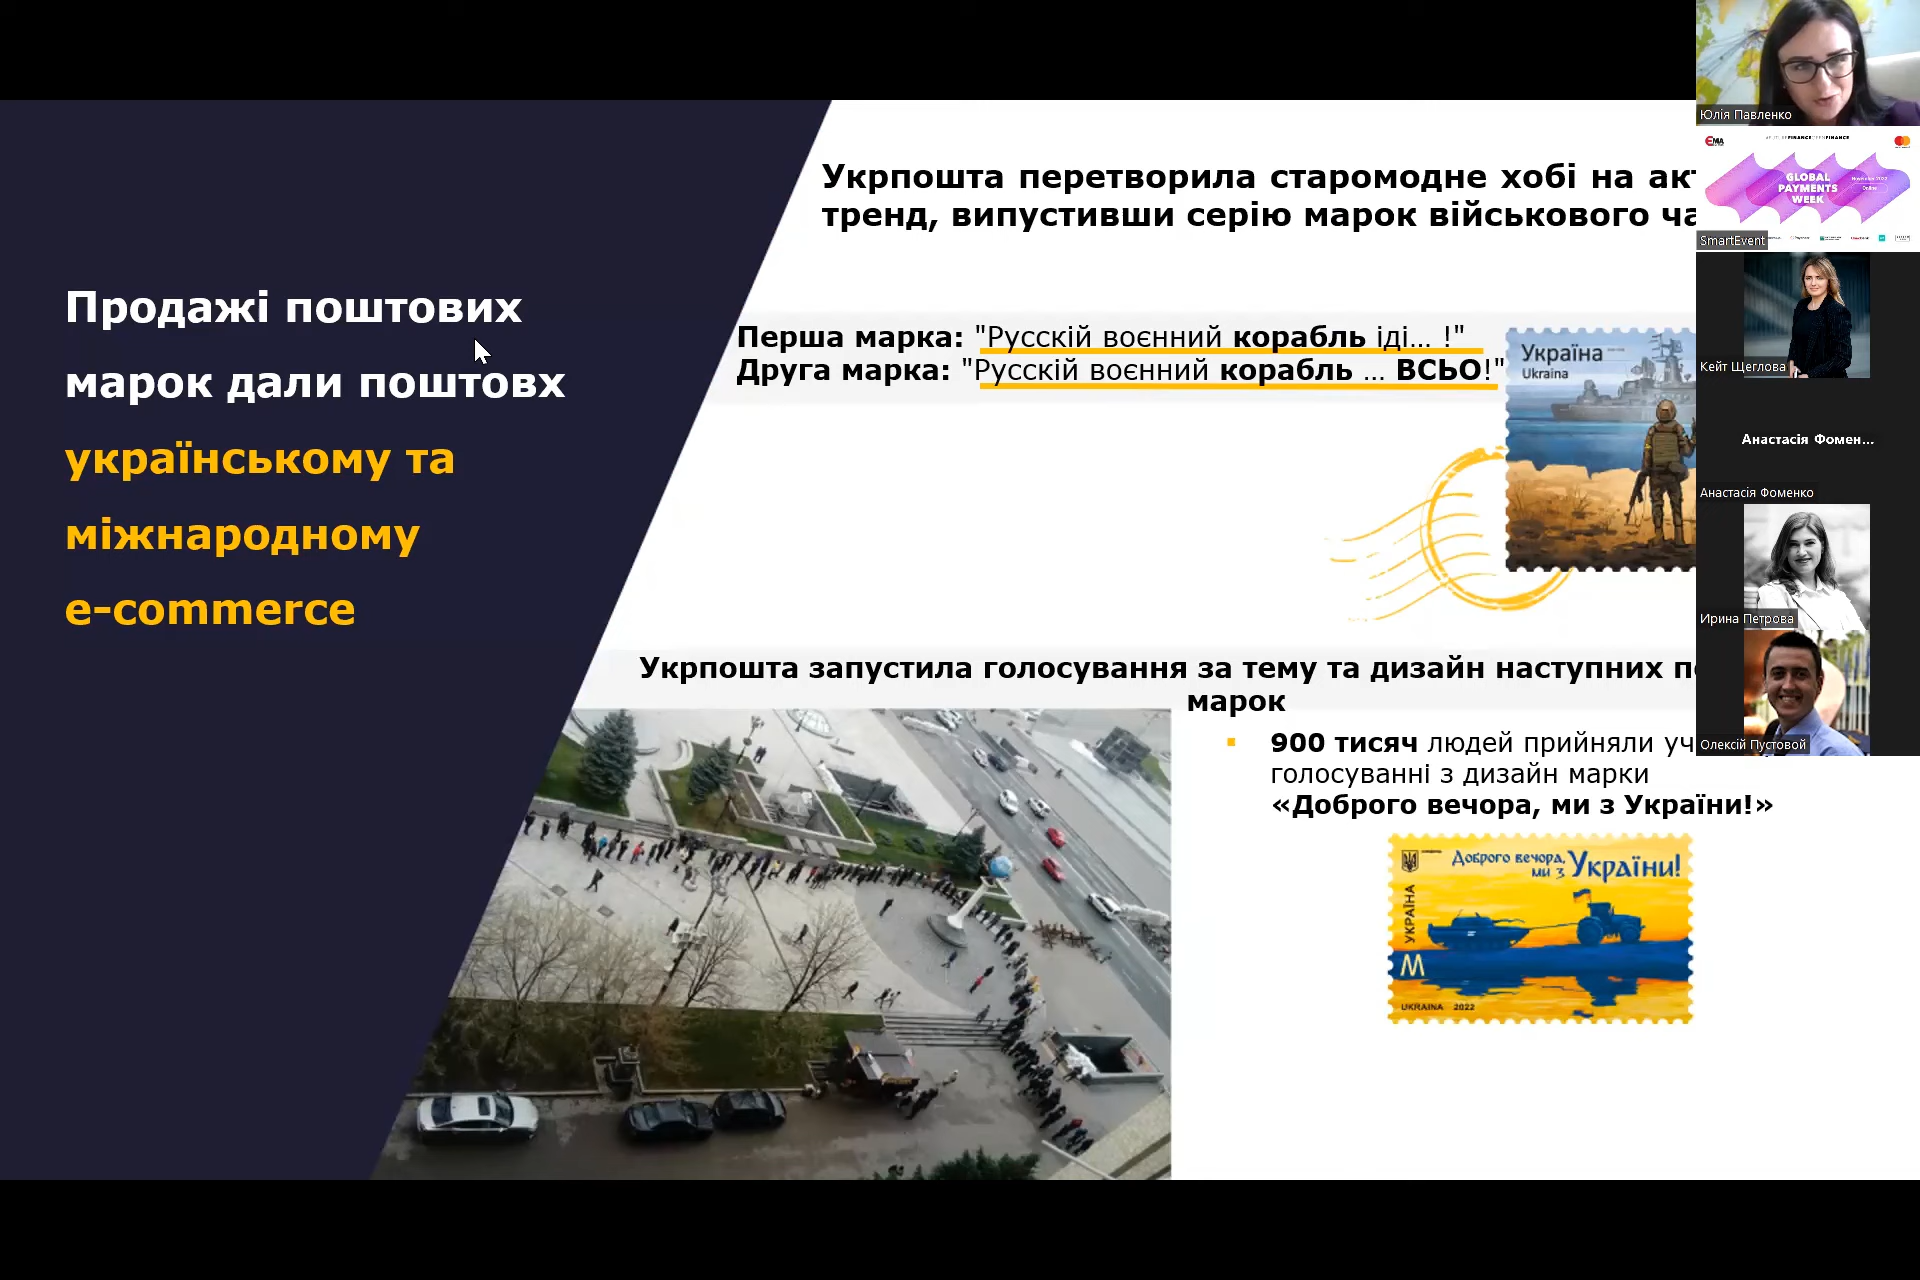 Продажі поштових
марок дали поштовх
українському та
міжнародному
e-commerce
Укрпошта перетворила старомодне хобі на акт
тренд, випустивши серію марок військового ча
Перша марка: "Русскій воєнний корабль іді... !"
Друга марка: "Русскій воєнний корабль ... ВСЬО!"
Україна
Ukraina
Укрпошта запустила голосування за тему та дизайн наступних по
марок
900 тисяч людей прийняли уч
голосуванні з дизайн марки
«Доброго вечора, ми з України!»
Доброго вечора,
ми з України!
УКРАЇНА
W
UKRAINA 2022
Юлія Павленко
EMA
GLOBAL
PAYMENTS
WEEK
Online
SmartEvent
Кейт Щеглова
Анастасія Фомен...
Анастасія Фоменко
Ирина Петрова
Олексій Пустовой